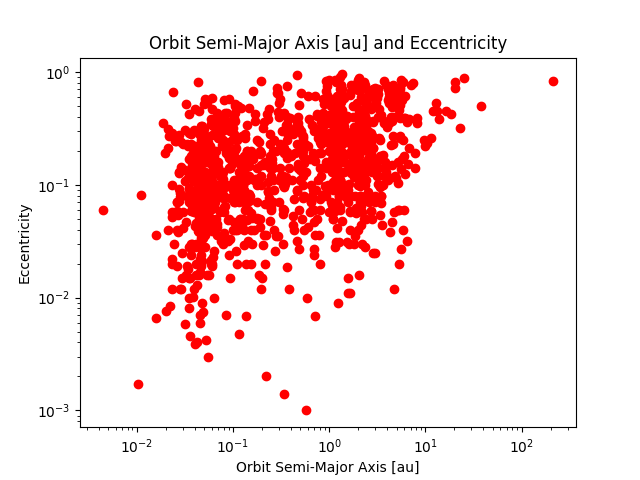 Orbit Semi-Major Axis [au] and Eccentricity
Eccentricity
10⁰
10⁻¹
10⁻²
10⁻³
10⁻² 10⁻¹ 10⁰ 10¹ 10²
Orbit Semi-Major Axis [au]